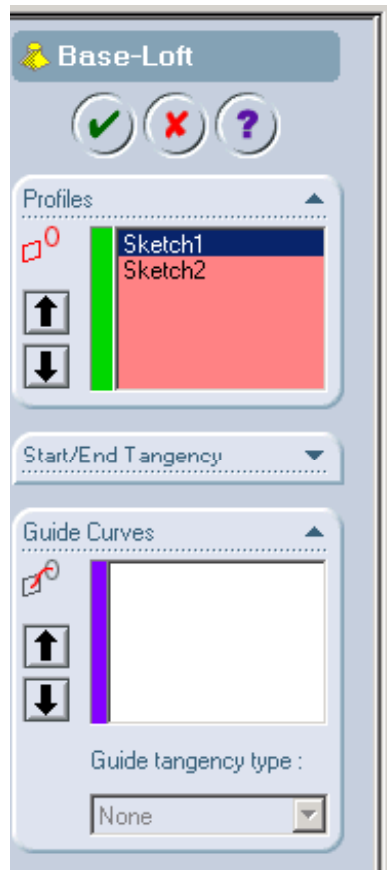 Base-Loft
?
Profiles
Sketch1
Sketch2
Start/End Tangency
Guide Curves
Guide tangency type :
None